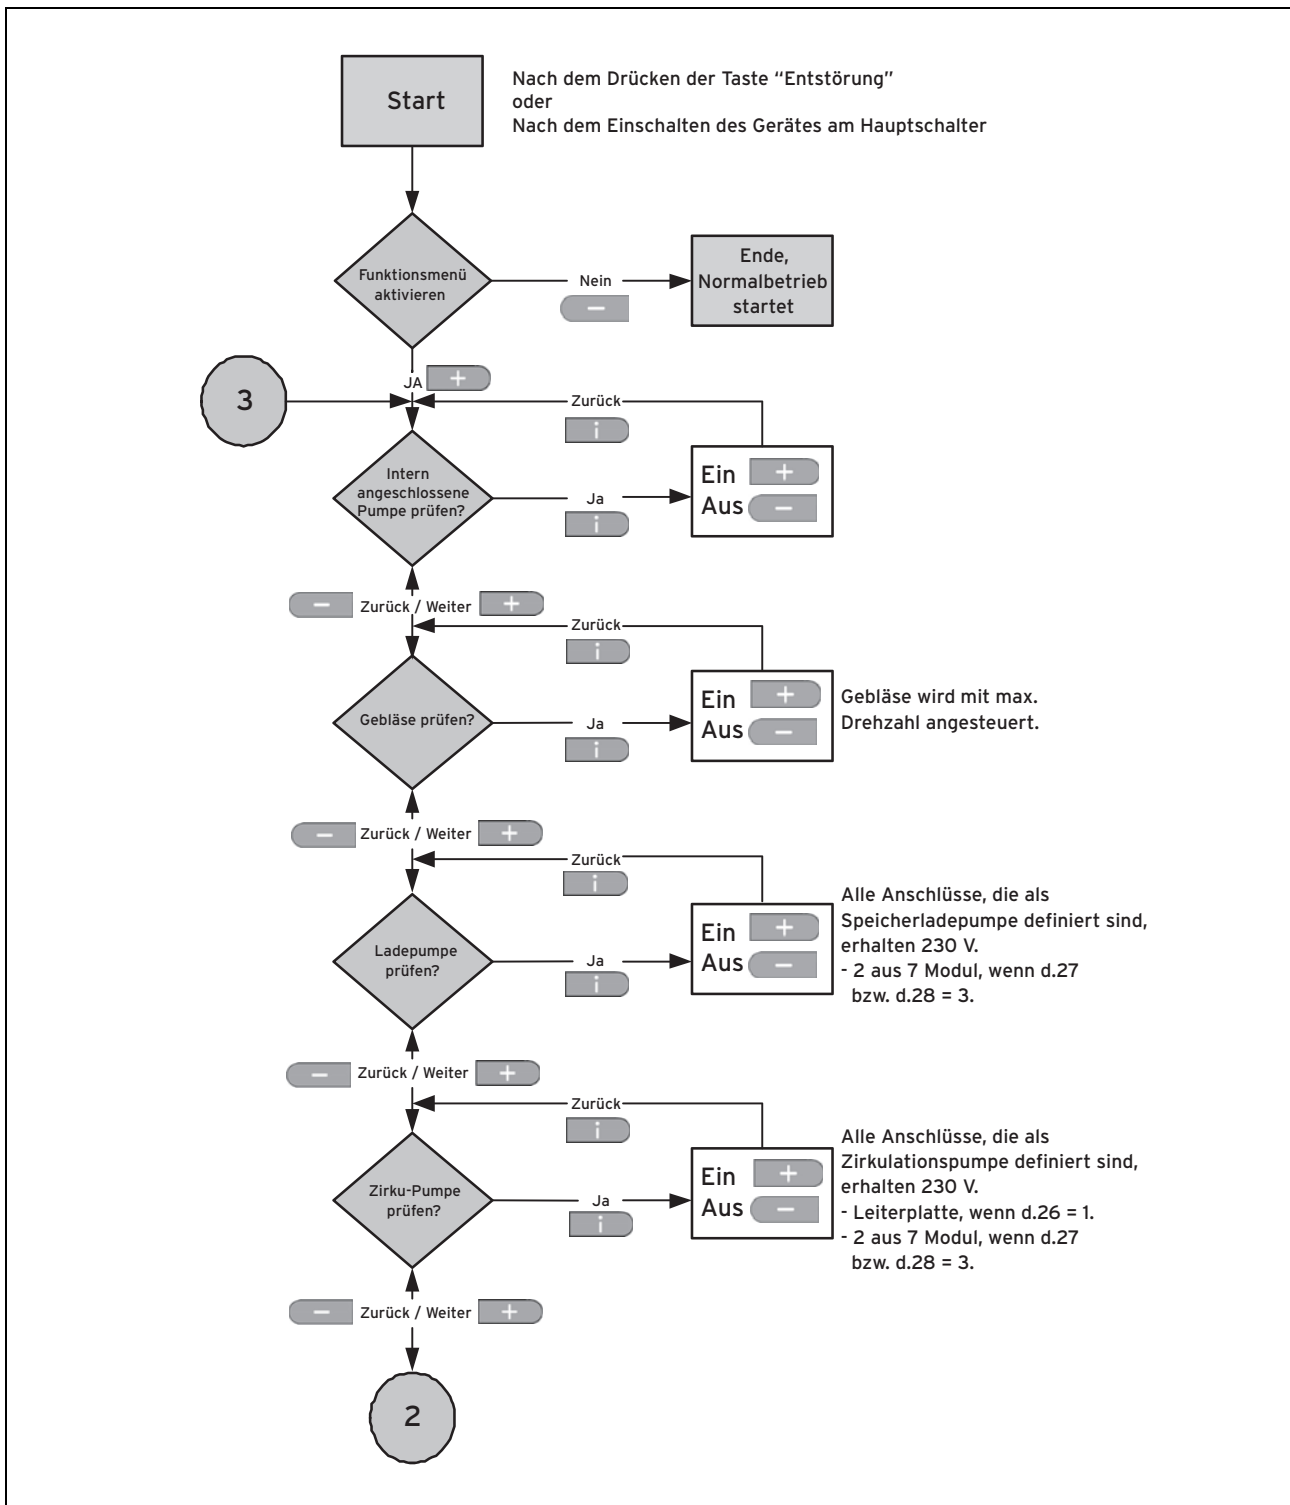 Start
Nach dem Drücken der Taste “Entstörung”
oder
Nach dem Einschalten des Gerätes am Hauptschalter
Funktionsmenü
aktivieren
Nein
−
Ende,
Normalbetrieb
startet
JA +
3
Zurück
i
Intern
angeschlossene
Pumpe prüfen?
Ja
i
Ein +
Aus −
− Zurück / Weiter +
Zurück
i
Gebläse prüfen?
Ja
i
Ein +
Aus −
Gebläse wird mit max.
Drehzahl angesteuert.
− Zurück / Weiter +
Zurück
i
Ladepumpe
prüfen?
Ja
i
Ein +
Aus −
Alle Anschlüsse, die als
Speicherladepumpe definiert sind,
erhalten 230 V.
- 2 aus 7 Modul, wenn d.27
bzw. d.28 = 3.
− Zurück / Weiter +
Zurück
i
Zirku-Pumpe
prüfen?
Ja
i
Ein +
Aus −
Alle Anschlüsse, die als
Zirkulationspumpe definiert sind,
erhalten 230 V.
- Leiterplatte, wenn d.26 = 1.
- 2 aus 7 Modul, wenn d.27
bzw. d.28 = 3.
− Zurück / Weiter +
2